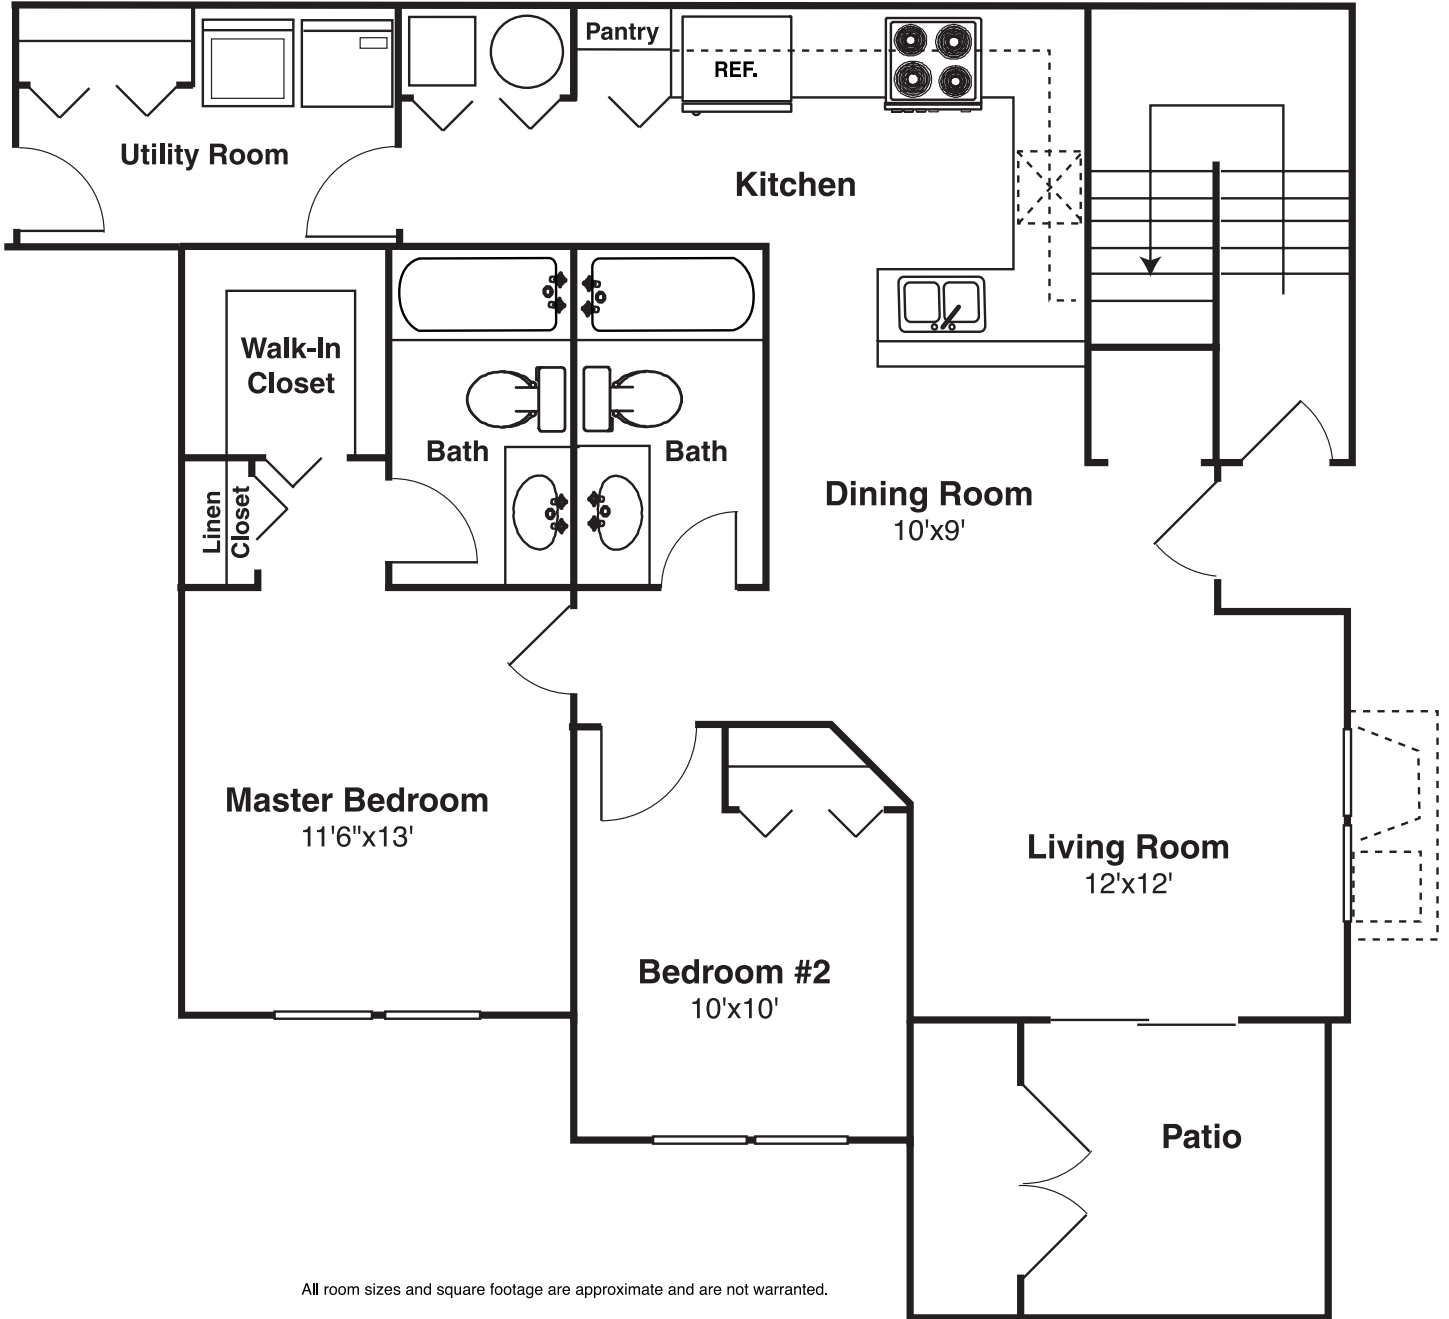 Pantry
REF.
Utility Room
Kitchen
Walk-In
Closet
Bath
Bath
Linen
Closet
Dining Room
10'x9'
Master Bedroom
11'6"x13'
Living Room
12'x12'
Bedroom #2
10'x10'
Patio
All room sizes and square footage are approximate and are not warranted.